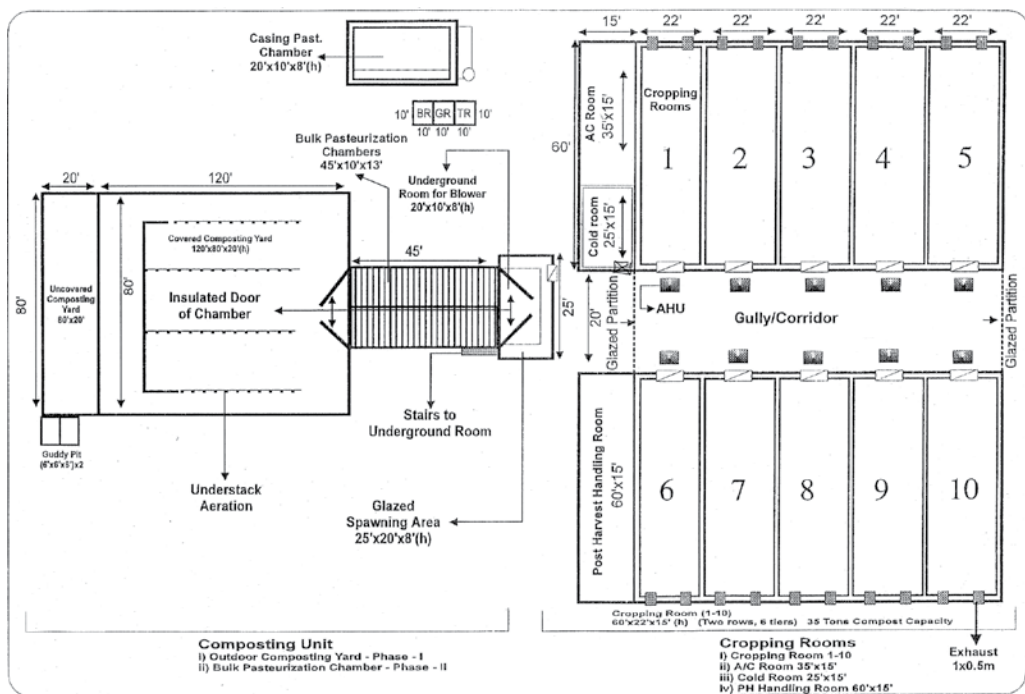 Casing Past.
Chamber
20'x10'x8'(h)
10'
BR
GR
TR
10'
10'
10'
10'
Bulk Pasteurization
Chambers
45'x10'x13'
Underground
Room for Blower
20'x10'x8'(h)
20'
120'
80'
Uncovered
Composting
Yard
80'x20'
80'
Covered Composting Yard
120'x80'x20'(h)
Insulated Door
of Chamber
45'
25'
Guddy Pit
(6'x6'x5')x2
Understack
Aeration
Stairs to
Underground Room
Glazed
Spawning Area
25'x20'x8'(h)
15'
22'
22'
22'
22'
22'
60'
AC Room
35'x15'
Cold room
25'x15'
Cropping
Rooms
1
2
3
4
5
20'
Glazed Partition
AHU
Gully/Corridor
Glazed Partition
Post Harvest Handling Room
60'x15'
6
7
8
9
10
Cropping Room (1-10)
60'x22'x15' (h) (Two rows, 6 tiers) 35 Tons Compost Capacity
Composting Unit
i) Outdoor Composting Yard - Phase - I
ii) Bulk Pasteurization Chamber - Phase - II
Cropping Rooms
i) Cropping Room 1-10
ii) A/C Room 35'x15'
iii) Cold Room 25'x15'
iv) PH Handling Room 60'x15'
Exhaust
1x0.5m